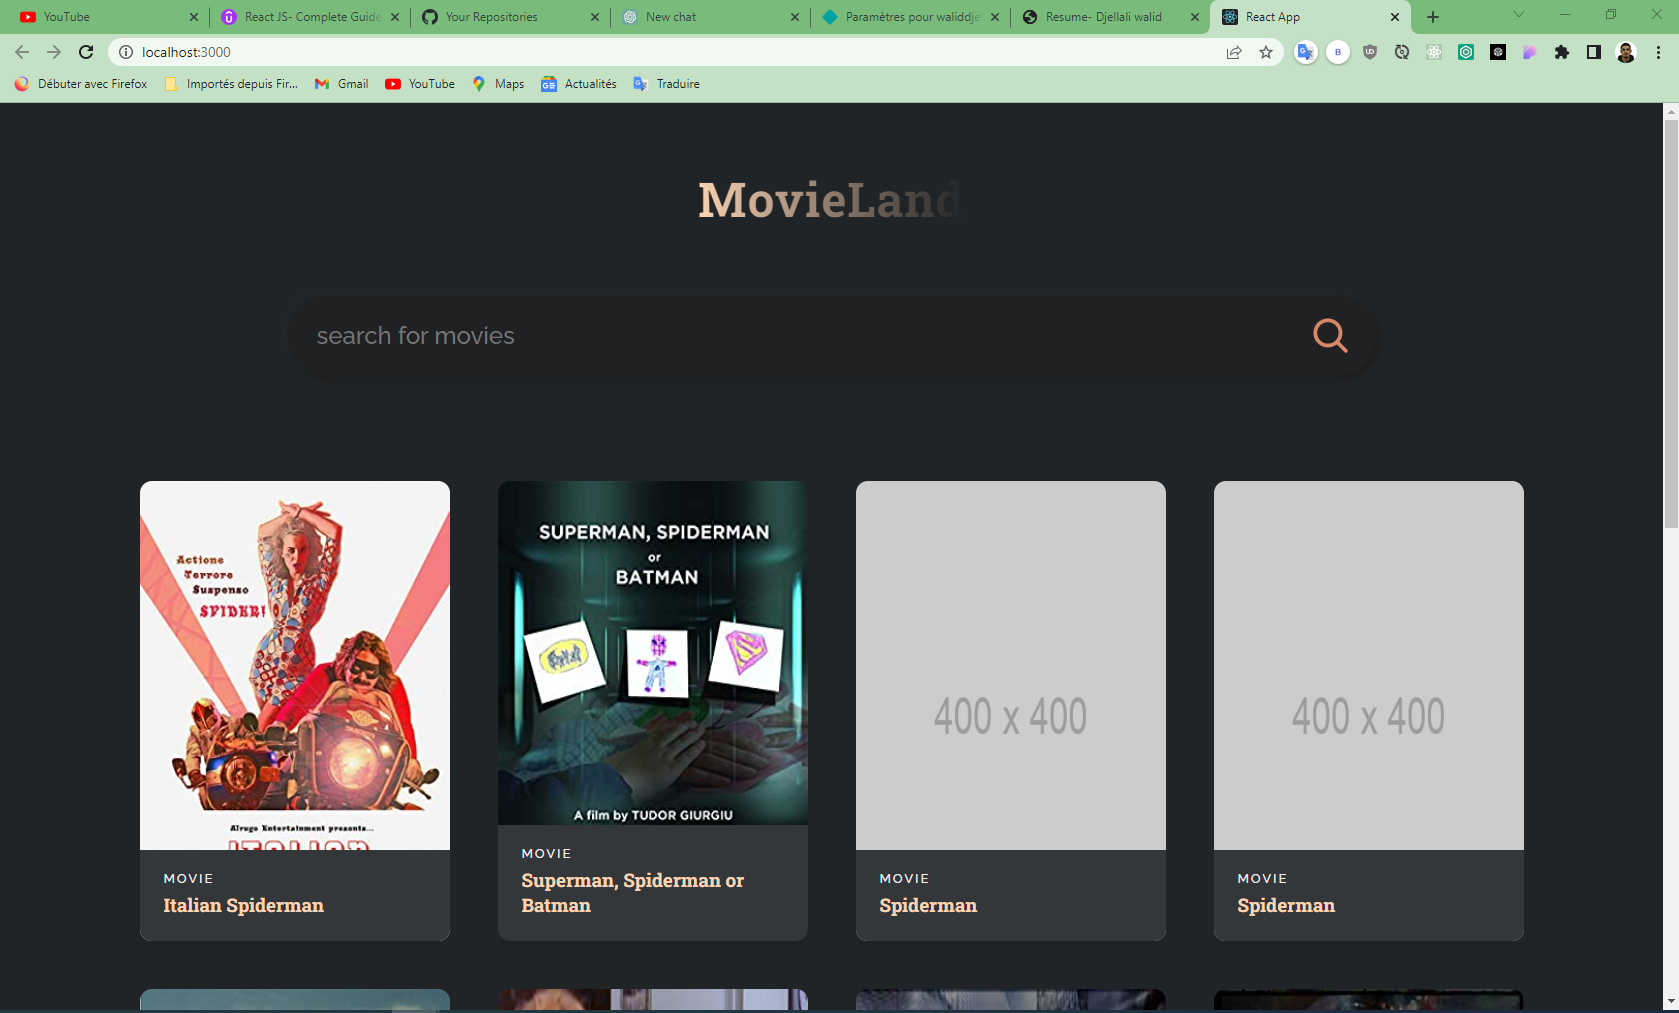 YouTube
React JS- Complete Guide
Your Repositories
New chat
Paramètres pour waliddje
Resume- Djellali walid
React App
localhost:3000
Débuter avec Firefox
Importés depuis Fir...
Gmail
YouTube
Maps
Actualités
Traduire
MovieLand
search for movies
Actione
Terrore
Suspenso
SPIDER!
Alrugo Entertainment presents...
ITALIAN
MOVIE
Italian Spiderman
SUPERMAN, SPIDERMAN
or
BATMAN
A film by TUDOR GIURGIU
MOVIE
Superman, Spiderman or
Batman
400 x 400
MOVIE
Spiderman
400 x 400
MOVIE
Spiderman